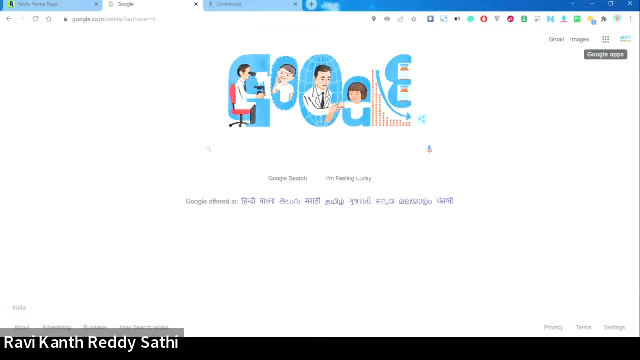 Ravi Home Page
Google
Downloads
google.co.in/webhp?authuser=
Gmail Images
Google apps
Google
Google Search I'm Feeling Lucky
Google offered in: हिन्दी বাংলা తెలుగు मराठी தமிழ் ગુજરાતી ಕನ್ನಡ മലയാളം ਪੰਜਾਬੀ
India
About Advertising Business How Search works
Privacy Terms Settings
Ravi Kanth Reddy Sathi